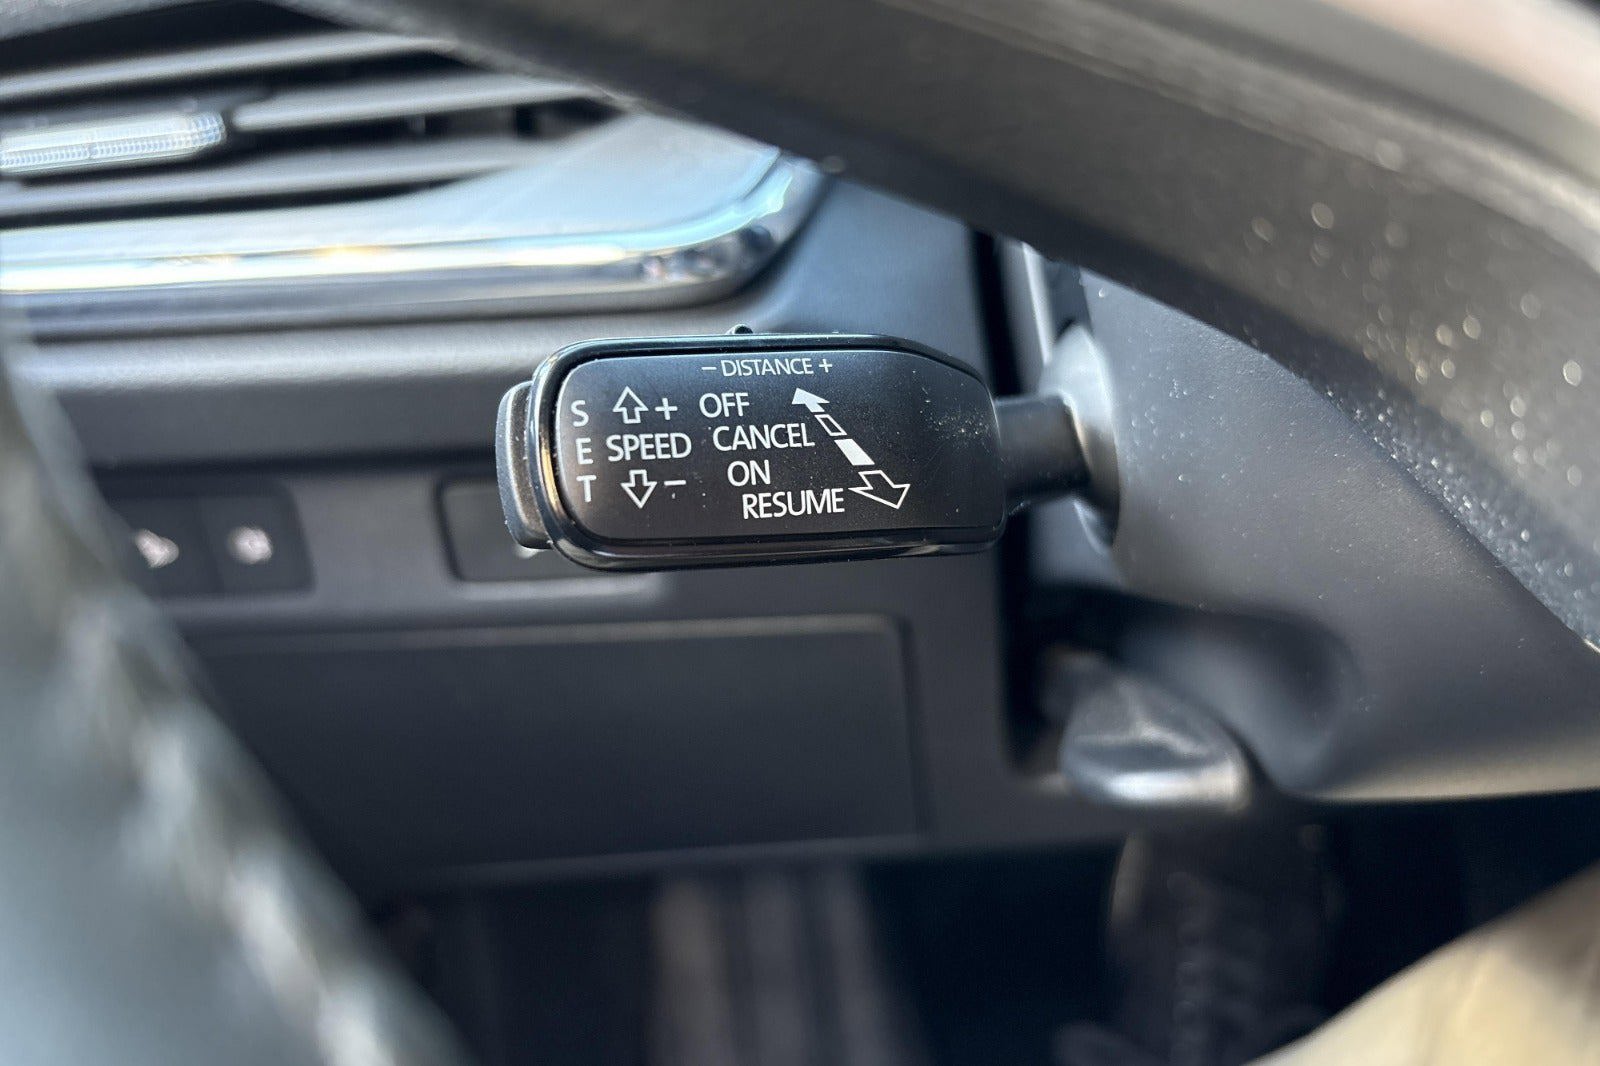 − DISTANCE +
S + OFF
E SPEED CANCEL
T − ON
RESUME